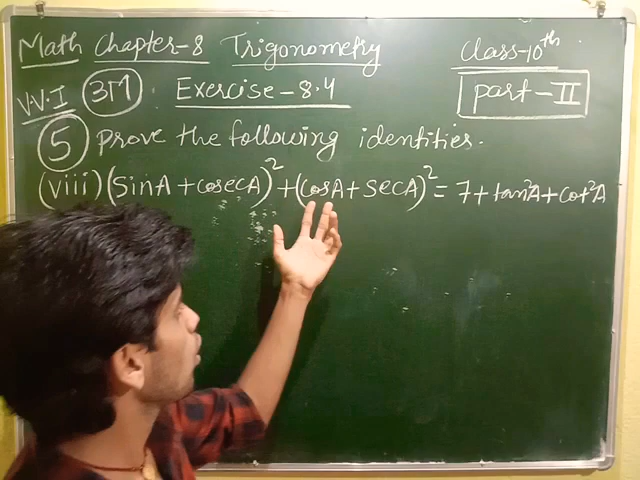 Math Chapter-8 Trigonometry Class-10th
V.V.I 3M Exercise-8.4 part-II
5 prove the following identities.
(viii) (sinA + cosecA)² + (cosA + secA)² = 7 + tan²A + cot²A